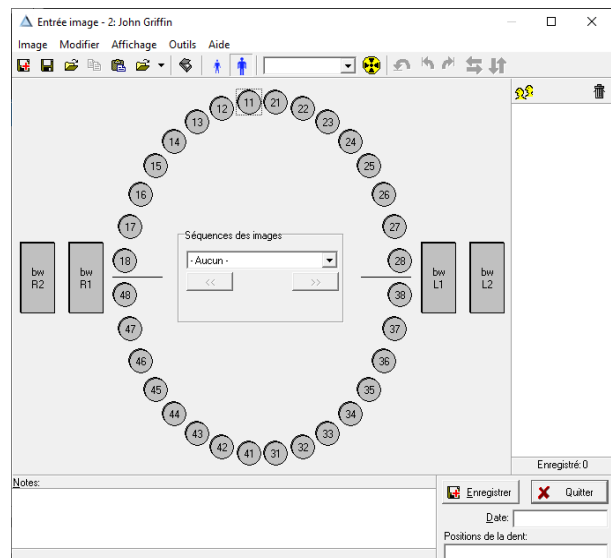 Entrée image - 2: John Griffin
Image Modifier Affichage Outils Aide
12 11 21 22
13 23
14 24
15 25
16 26
17 27
Séquences des images
18 - Aucun - 28
bw R2 bw R1 << >> bw L1 bw L2
48 38
47 37
46 36
45 35
44 34
43 33
42 41 31 32
Enregistré: 0
Notes:
Enregistrer Quitter
Date:
Positions de la dent: